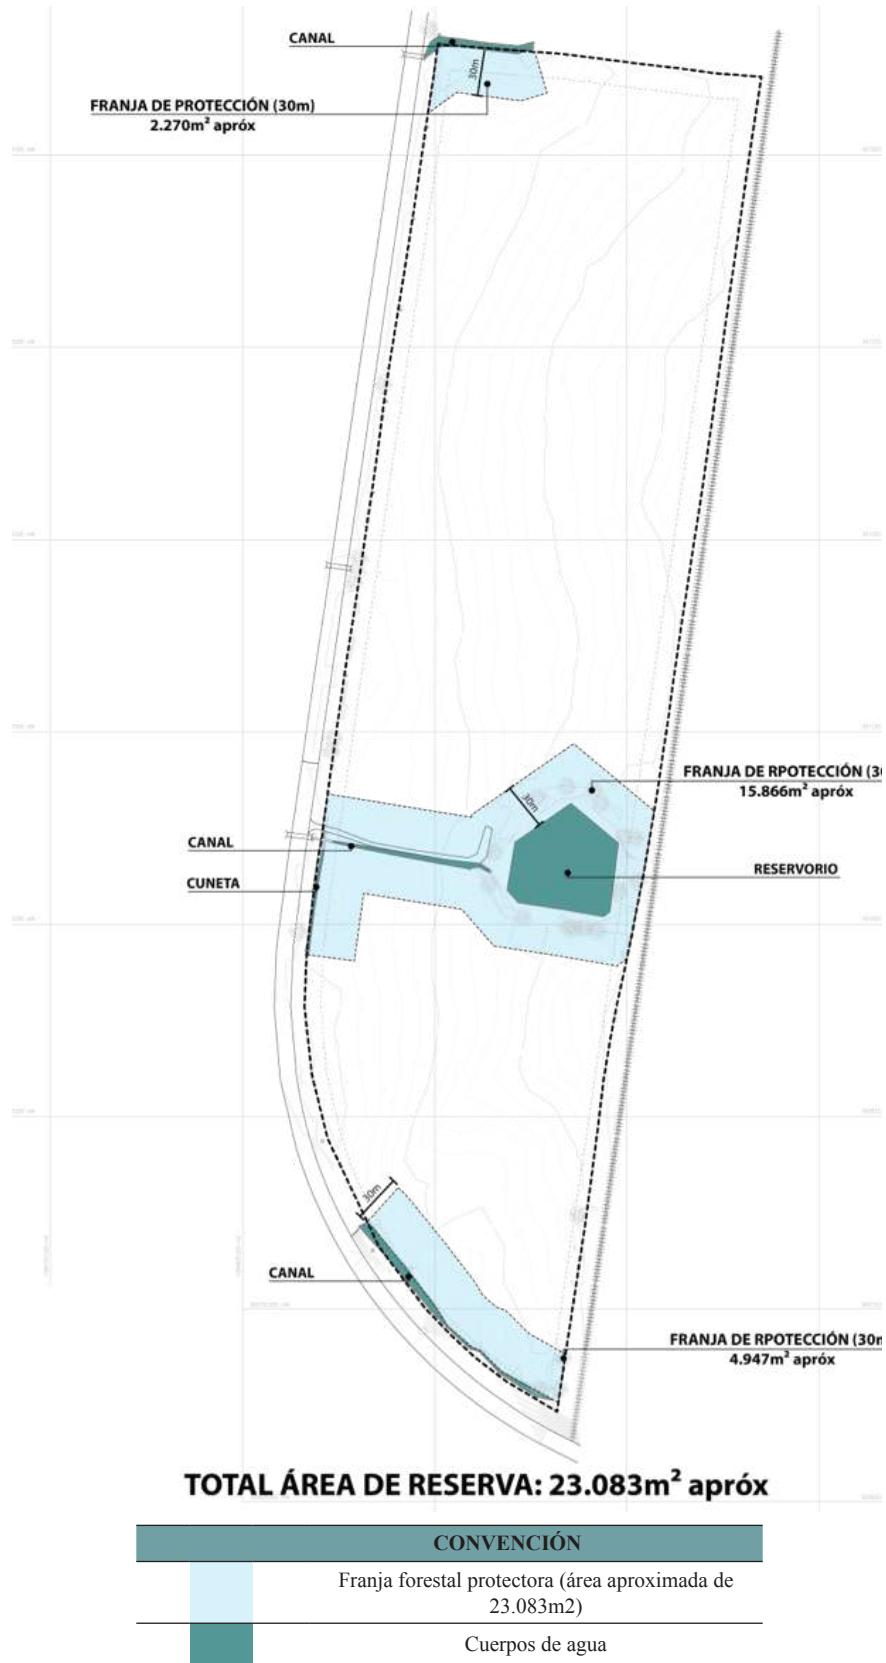 CANAL
30m
FRANJA DE PROTECCIÓN (30m)
2.270m² apróx
FRANJA DE RPOTECCIÓN (30
15.866m² apróx
30m
CANAL
RESERVORIO
CUNETA
30m
CANAL
FRANJA DE RPOTECCIÓN (30m
4.947m² apróx
TOTAL ÁREA DE RESERVA: 23.083m² apróx
CONVENCIÓN
Franja forestal protectora (área aproximada de
23.083m2)
Cuerpos de agua